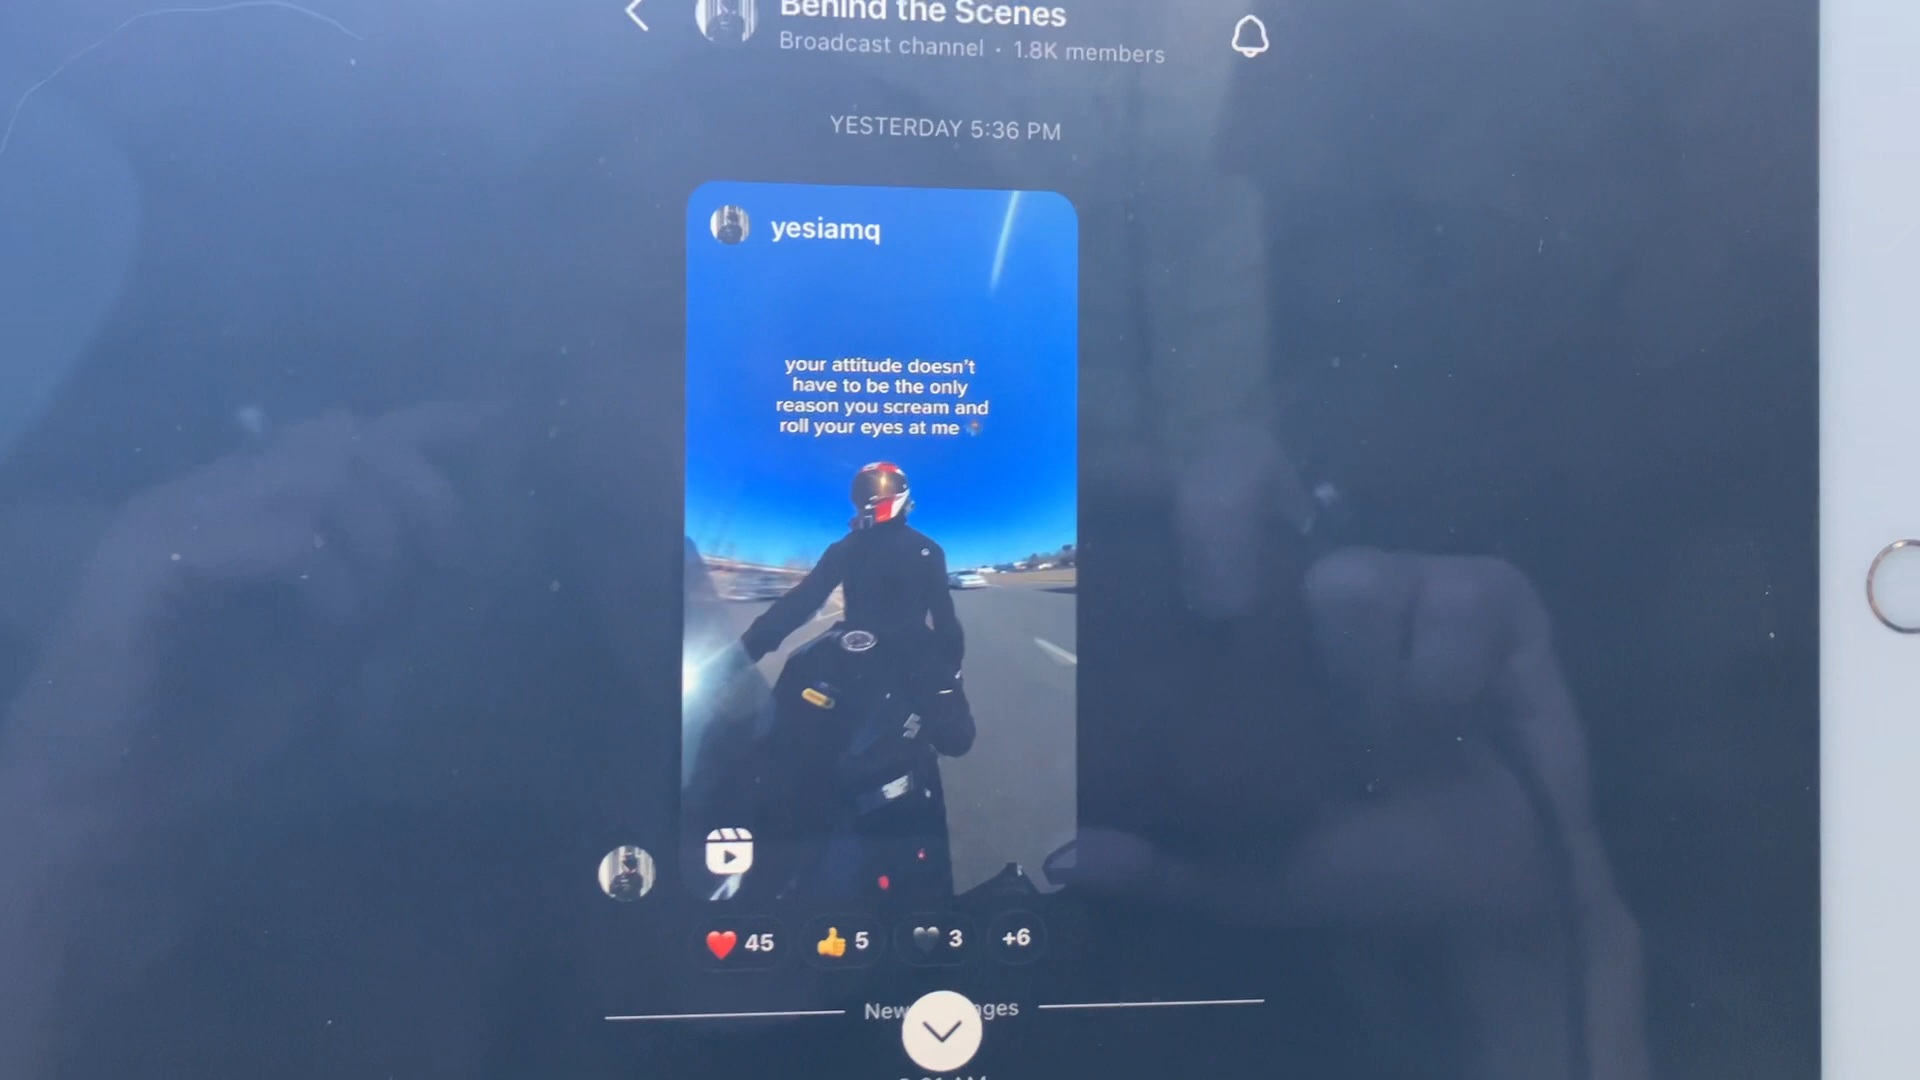 Behind the Scenes
Broadcast channel · 1.8K members
YESTERDAY 5:36 PM
yesiamq
your attitude doesn't
have to be the only
reason you scream and
roll your eyes at me
45
5
3
+6
New